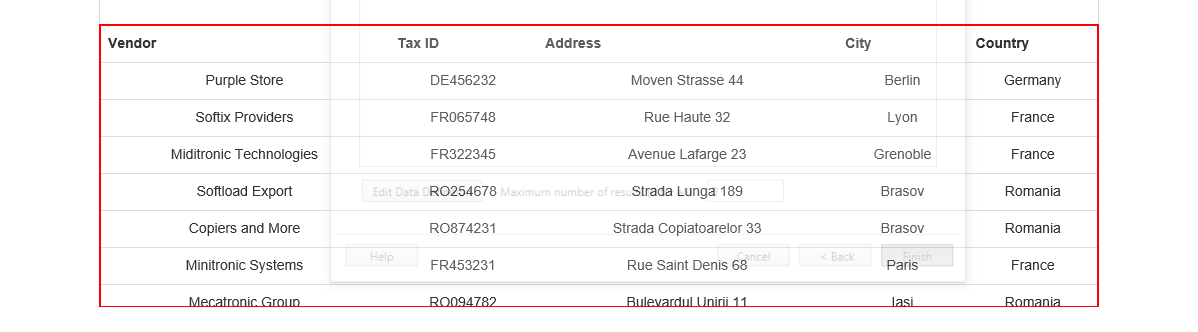 Vendor Tax ID Address City Country
Purple Store DE456232 Moven Strasse 44 Berlin Germany
Softix Providers FR065748 Rue Haute 32 Lyon France
Miditronic Technologies FR322345 Avenue Lafarge 23 Grenoble France
Softload Export RO254678 Strada Lunga 189 Brasov Romania
Edit Data Maximum number of
Copiers and More RO874231 Strada Copiatoarelor 33 Brasov Romania
Minitronic Systems FR453231 Rue Saint Denis 68 Paris France
Help Cancel < Back Finish
Mecatronic Group RO094782 Bulevardul Unirii 11 Iasi Romania